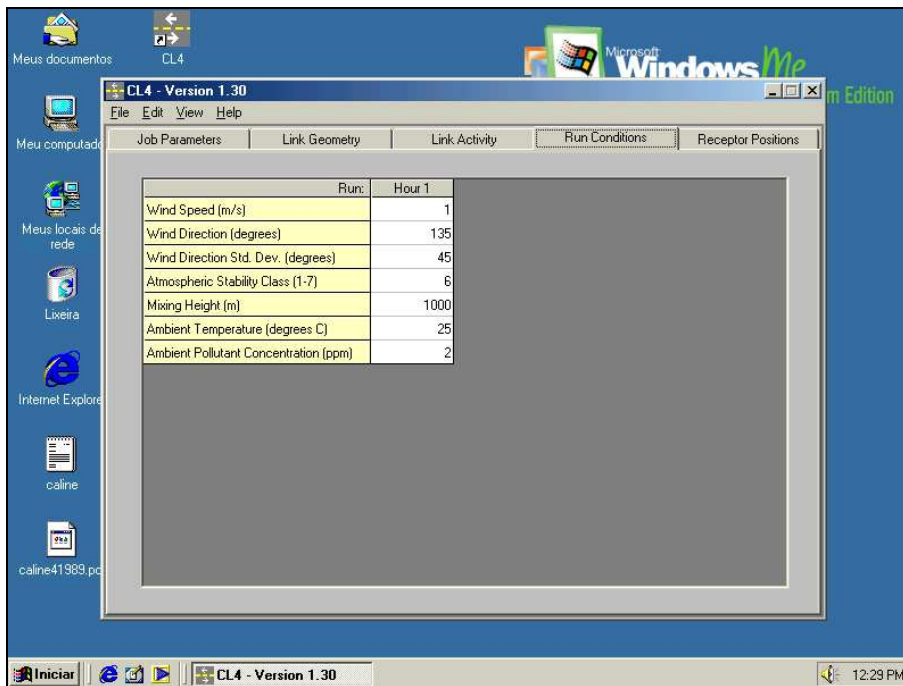 Meus documentos
CL4
Microsoft
Windows Me
m Edition
Meu computado
Meus locais de
rede
Lixeira
Internet Explore
caline
caline41989.pd
CL4 - Version 1.30
File Edit View Help
Job Parameters Link Geometry Link Activity Run Conditions Receptor Positions
Run: Hour 1
Wind Speed (m/s) 1
Wind Direction (degrees) 135
Wind Direction Std. Dev. (degrees) 45
Atmospheric Stability Class (1-7) 6
Mixing Height (m) 1000
Ambient Temperature (degrees C) 25
Ambient Pollutant Concentration (ppm) 2
Iniciar CL4 - Version 1.30 12:29 PM